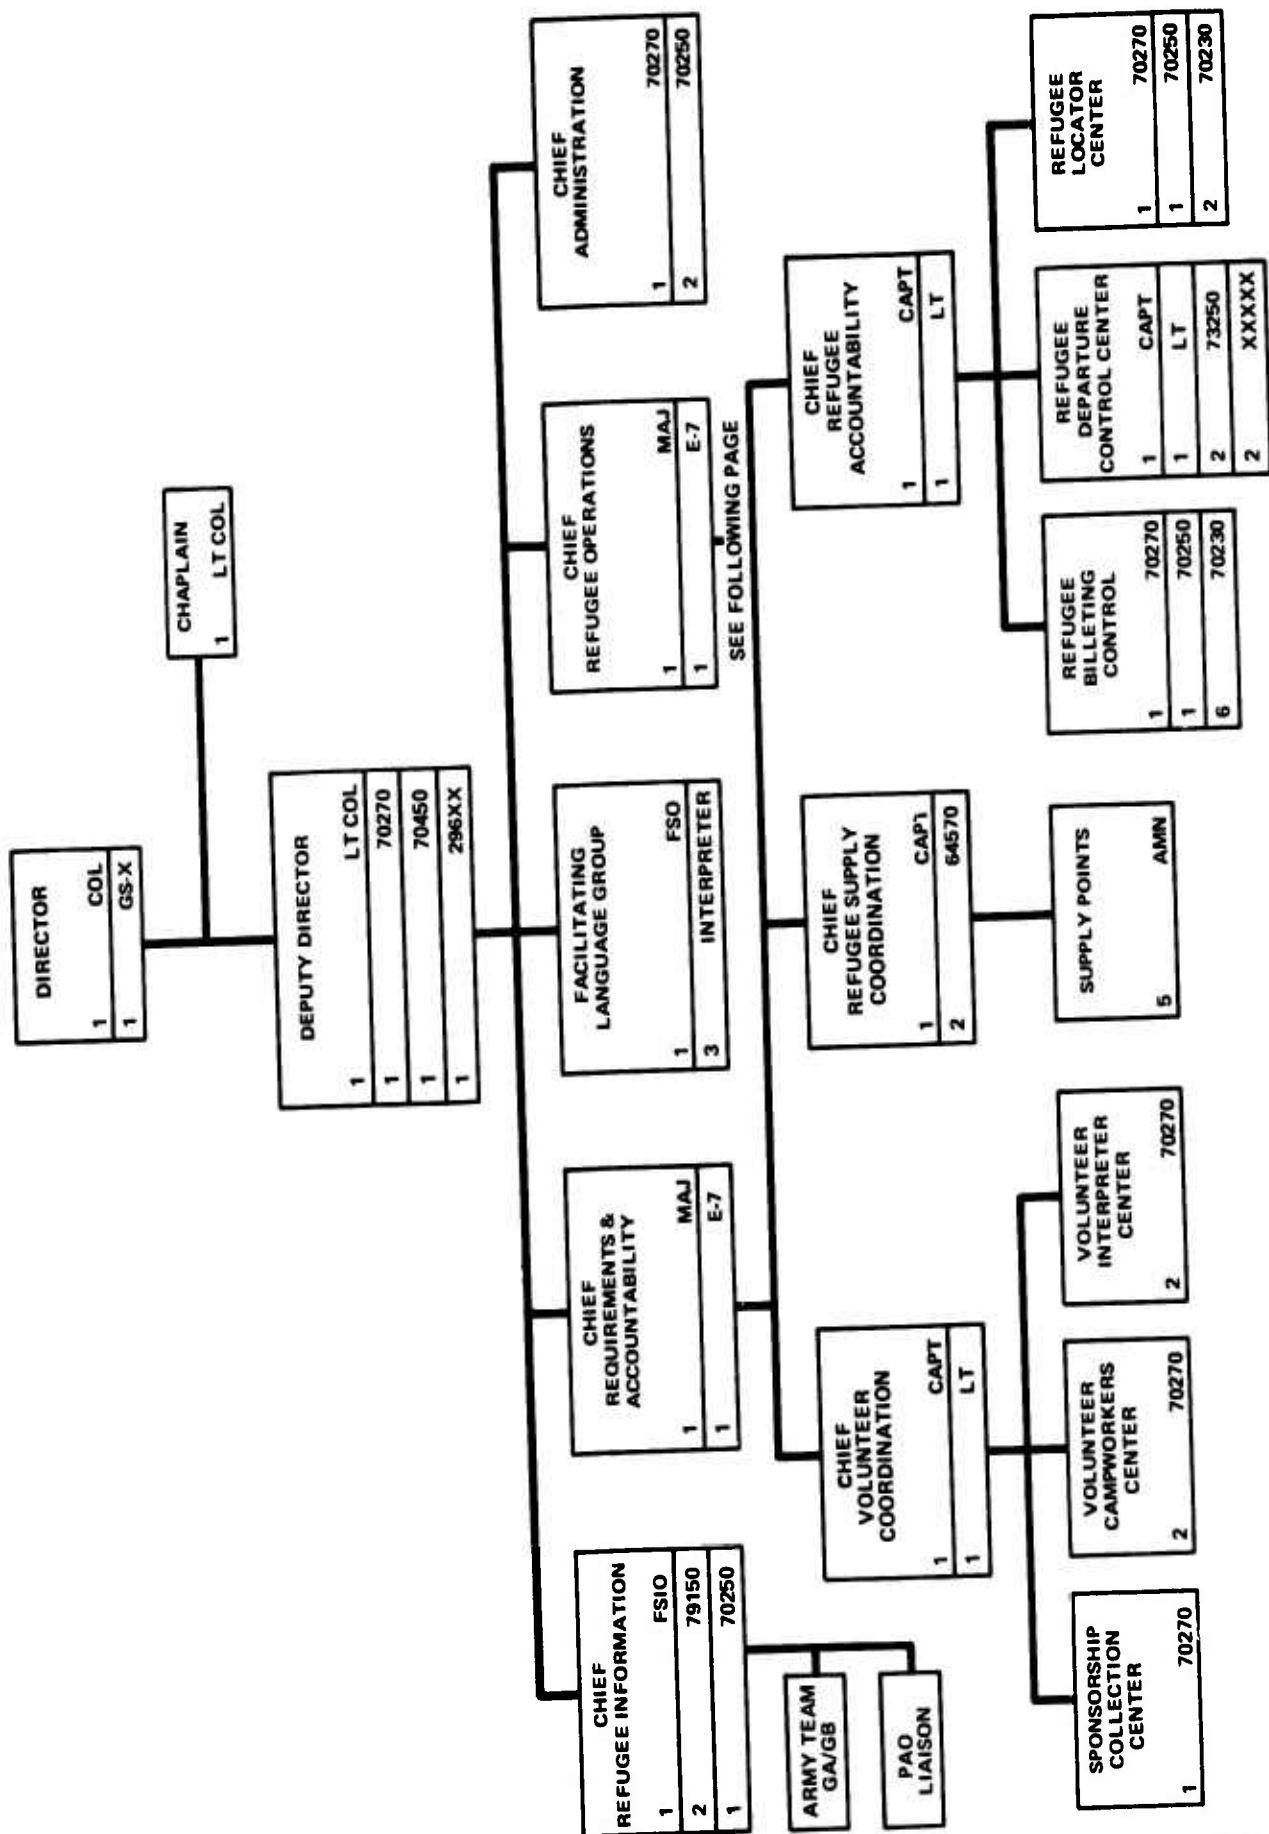 DIRECTOR
1 COL
1 GS-X
CHAPLAIN
1 LT COL
DEPUTY DIRECTOR
1 LT COL
1 70270
1 70450
1 296XX
CHIEF
REFUGEE INFORMATION
1 FSIO
2 79150
1 70250
CHIEF
REQUIREMENTS &
ACCOUNTABILITY
1 MAJ
1 E-7
FACILITATING
LANGUAGE GROUP
1 FSO
3 INTERPRETER
CHIEF
REFUGEE OPERATIONS
1 MAJ
1 E-7
SEE FOLLOWING PAGE
CHIEF
ADMINISTRATION
1 70270
2 70250
ARMY TEAM
GA/GB
PAO
LIAISON
CHIEF
VOLUNTEER
COORDINATION
1 CAPT
1 LT
CHIEF
REFUGEE SUPPLY
COORDINATION
1 CAPT
2 64570
CHIEF
REFUGEE
ACCOUNTABILITY
1 CAPT
1 LT
SPONSORSHIP
COLLECTION
CENTER
1 70270
VOLUNTEER
CAMPWORKERS
CENTER
2 70270
VOLUNTEER
INTERPRETER
CENTER
2 70270
SUPPLY POINTS
5 AMN
REFUGEE
BILLETING
CONTROL
1 70270
1 70250
6 70230
REFUGEE
DEPARTURE
CONTROL CENTER
1 CAPT
1 LT
2 73250
2 XXXXX
REFUGEE
LOCATOR
CENTER
1 70270
1 70250
2 70230